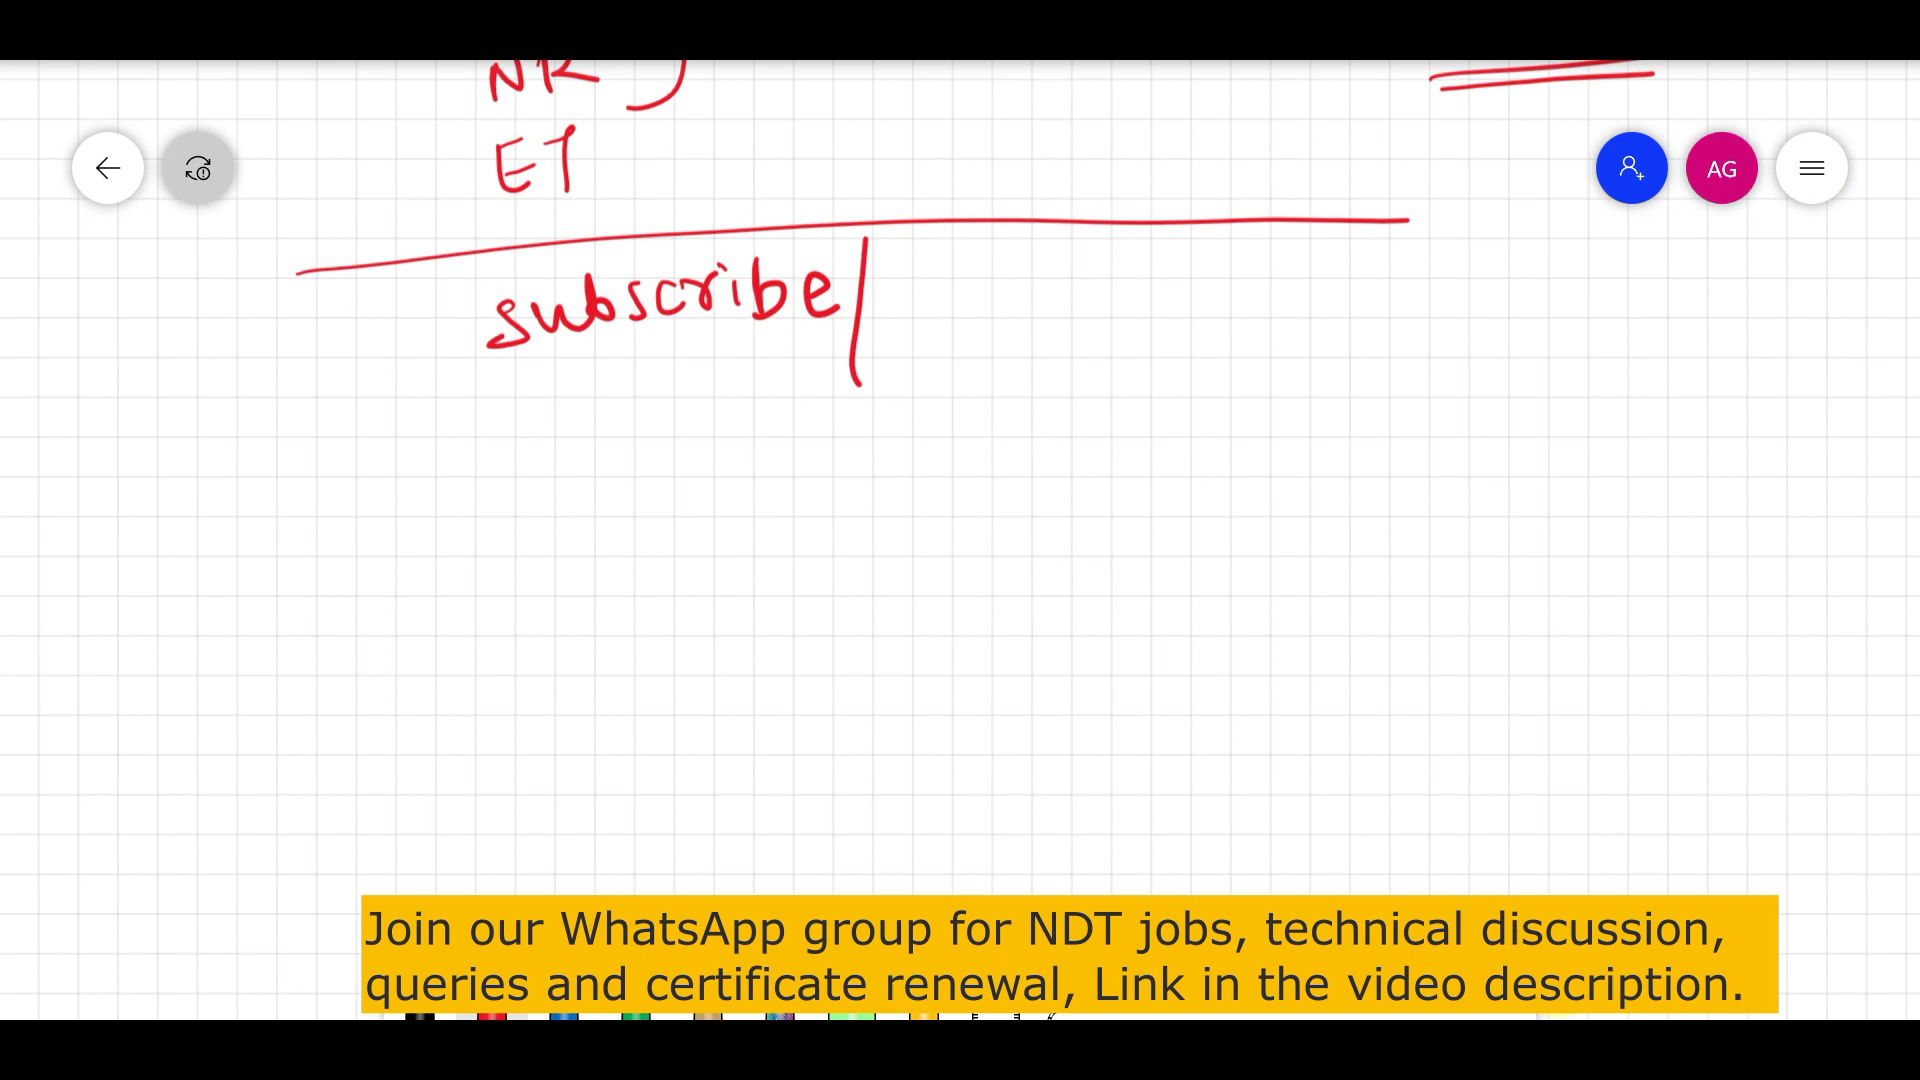 NR
ET
AG
subscribe
Join our WhatsApp group for NDT jobs, technical discussion,
queries and certificate renewal, Link in the video description.